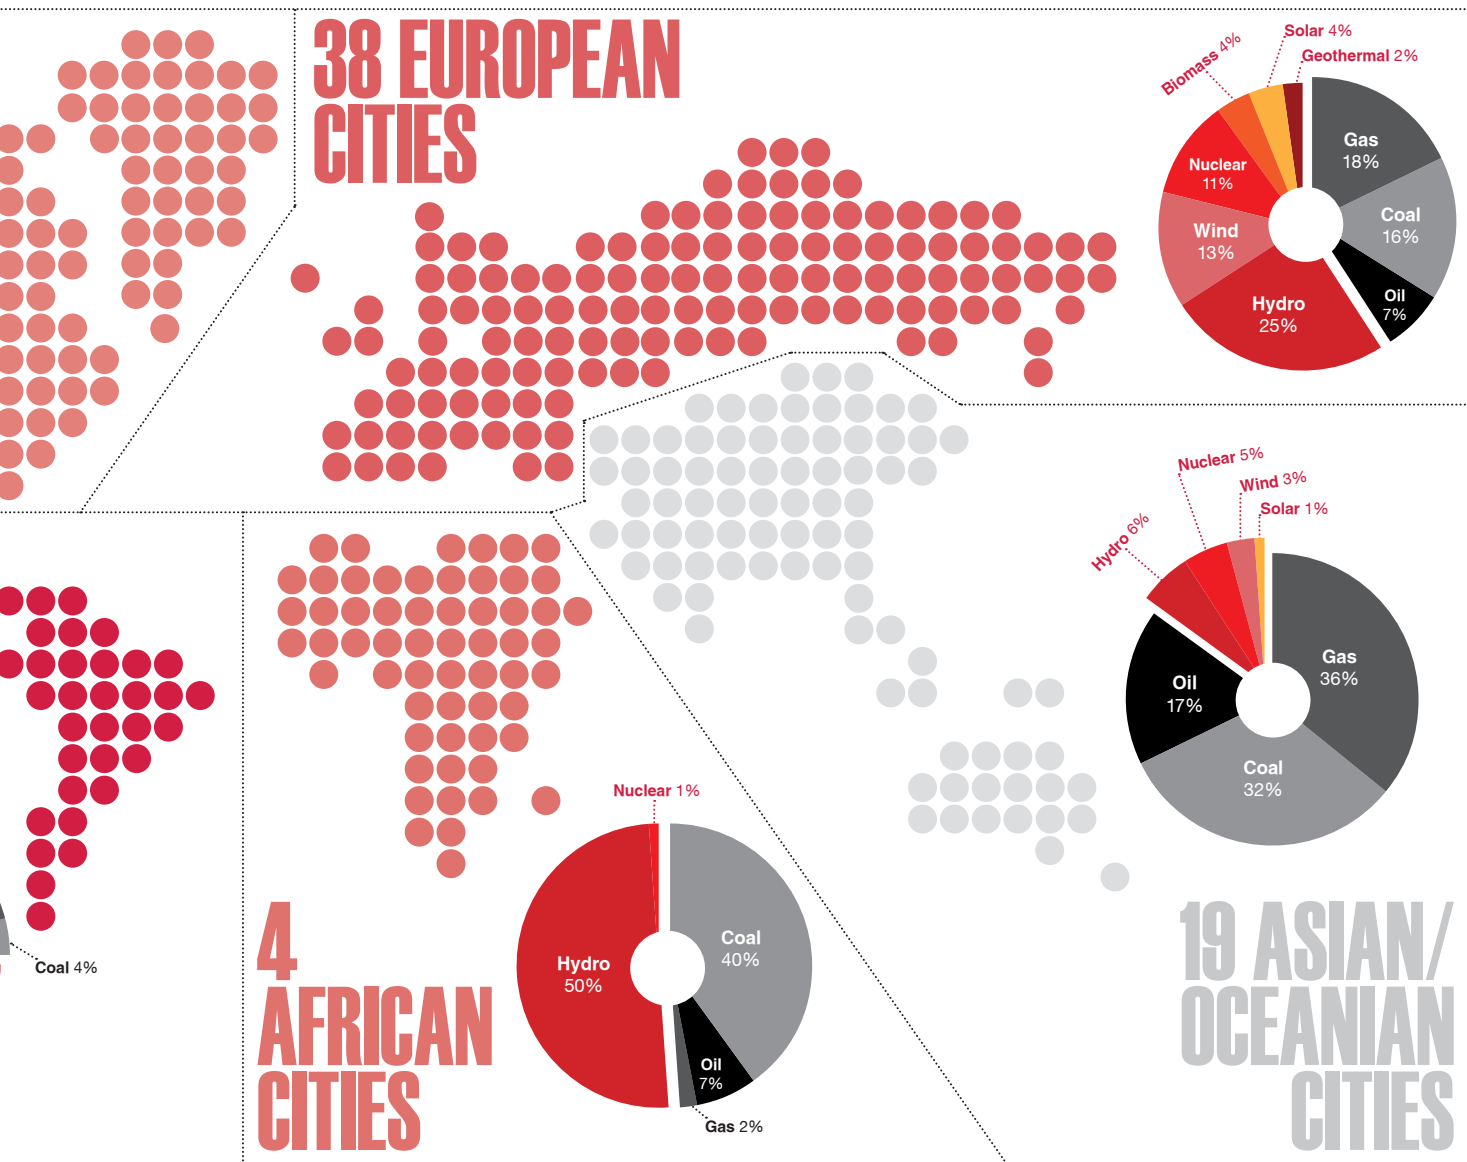 38 EUROPEAN
CITIES
Biomass 4%
Solar 4%
Geothermal 2%
Gas
18%
Coal
16%
Oil
7%
Hydro
25%
Wind
13%
Nuclear
11%
Nuclear 5%
Wind 3%
Solar 1%
Hydro 6%
Gas
36%
Coal
32%
Oil
17%
19 ASIAN/
OCEANIAN
CITIES
Coal 4%
4
AFRICAN
CITIES
Nuclear 1%
Coal
40%
Hydro
50%
Oil
7%
Gas 2%